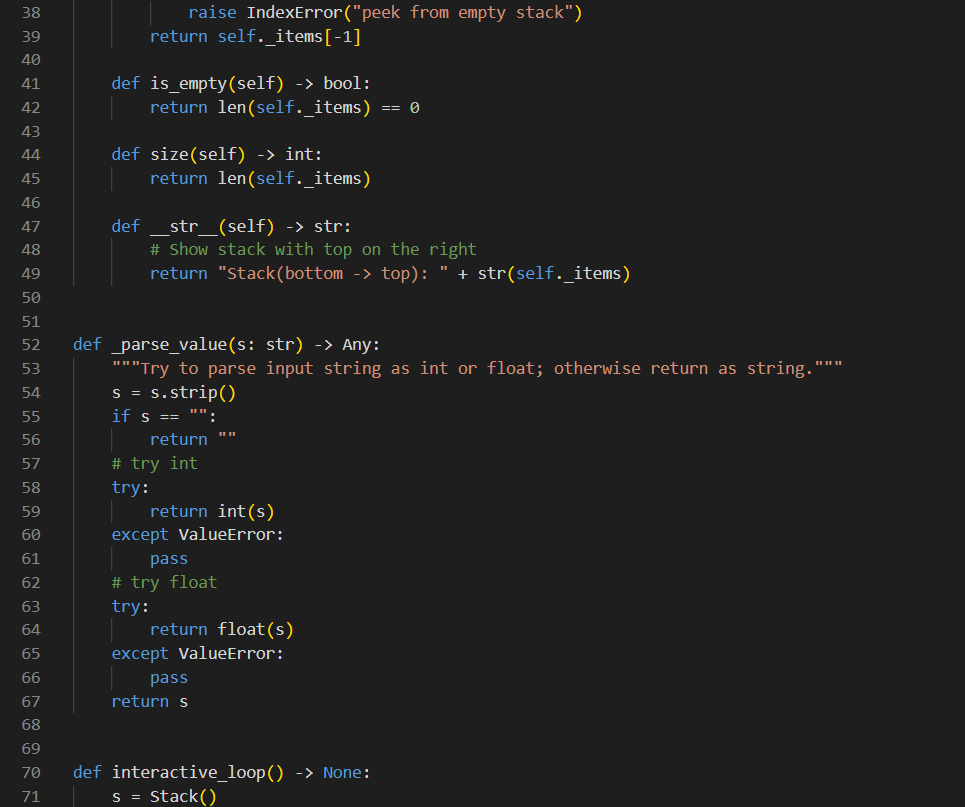 38 raise IndexError("peek from empty stack")
39 return self._items[-1]
40
41 def is_empty(self) -> bool:
42 return len(self._items) == 0
43
44 def size(self) -> int:
45 return len(self._items)
46
47 def __str__(self) -> str:
48 # Show stack with top on the right
49 return "Stack(bottom -> top): " + str(self._items)
50
51
52 def _parse_value(s: str) -> Any:
53 """Try to parse input string as int or float; otherwise return as string."""
54 s = s.strip()
55 if s == "":
56 return ""
57 # try int
58 try:
59 return int(s)
60 except ValueError:
61 pass
62 # try float
63 try:
64 return float(s)
65 except ValueError:
66 pass
67 return s
68
69
70 def interactive_loop() -> None:
71 s = Stack()